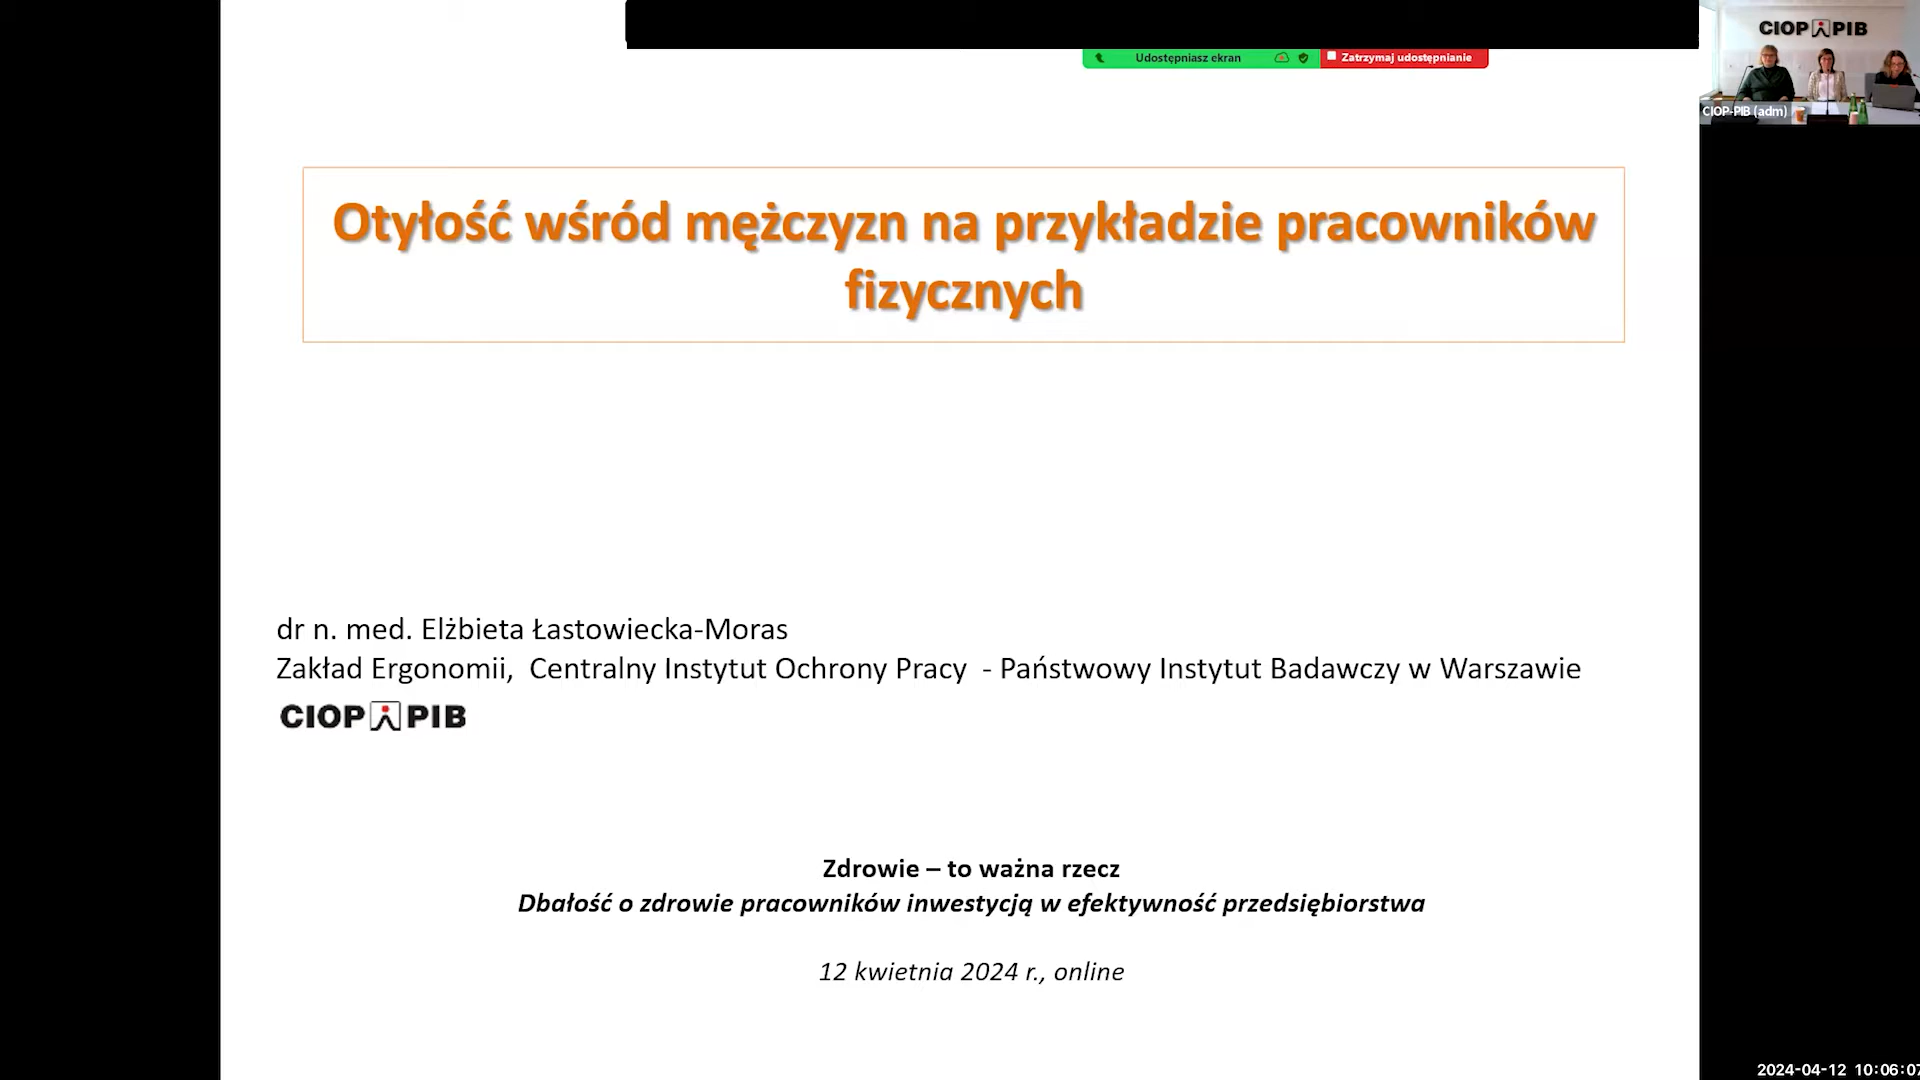 CIOP PIB
Udostępniasz ekran
Zatrzymaj udostępnianie
CIOP-PIB (adm)
Otyłość wśród mężczyzn na przykładzie pracowników
fizycznych
dr n. med. Elżbieta Łastowiecka-Moras
Zakład Ergonomii, Centralny Instytut Ochrony Pracy - Państwowy Instytut Badawczy w Warszawie
CIOP PIB
Zdrowie – to ważna rzecz
Dbałość o zdrowie pracowników inwestycją w efektywność przedsiębiorstwa
12 kwietnia 2024 r., online
2024-04-12 10:06:07